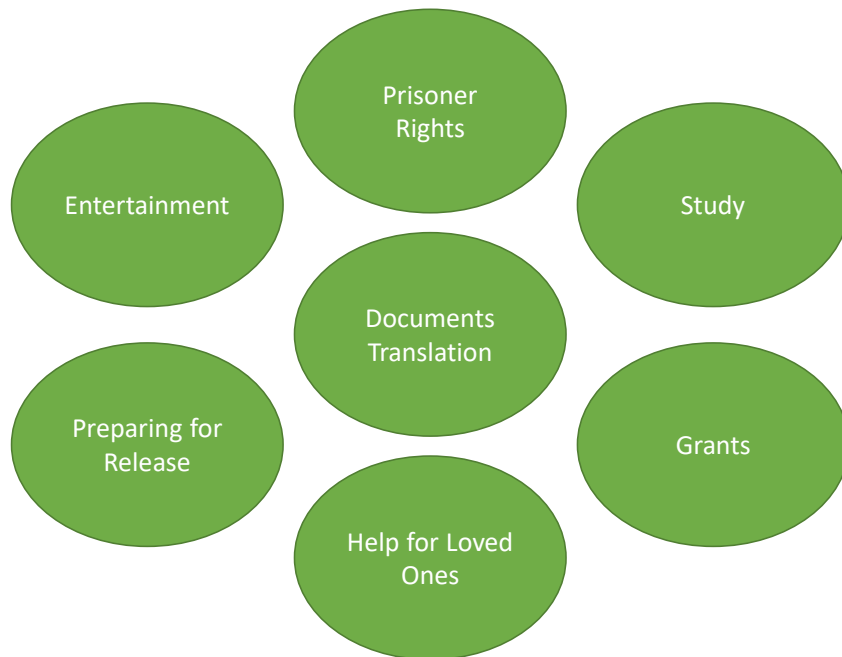 Prisoner
Rights
Entertainment
Study
Documents
Translation
Preparing for
Release
Grants
Help for Loved
Ones